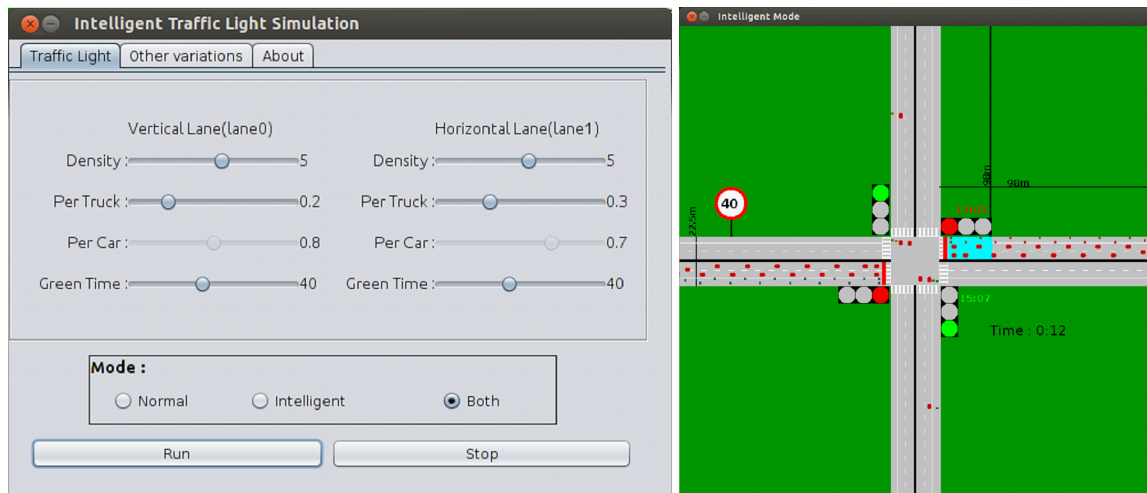 Intelligent Traffic Light Simulation
Traffic Light Other variations About
Vertical Lane(lane0) Horizontal Lane(lane1)
Density : 5 Density : 5
Per Truck : 0.2 Per Truck : 0.3
Per Car : 0.8 Per Car : 0.7
Green Time : 40 Green Time : 40
Mode :
Normal Intelligent Both
Run Stop
Intelligent Mode
98m
98m
40
22.5m
15:07
Time : 0:12